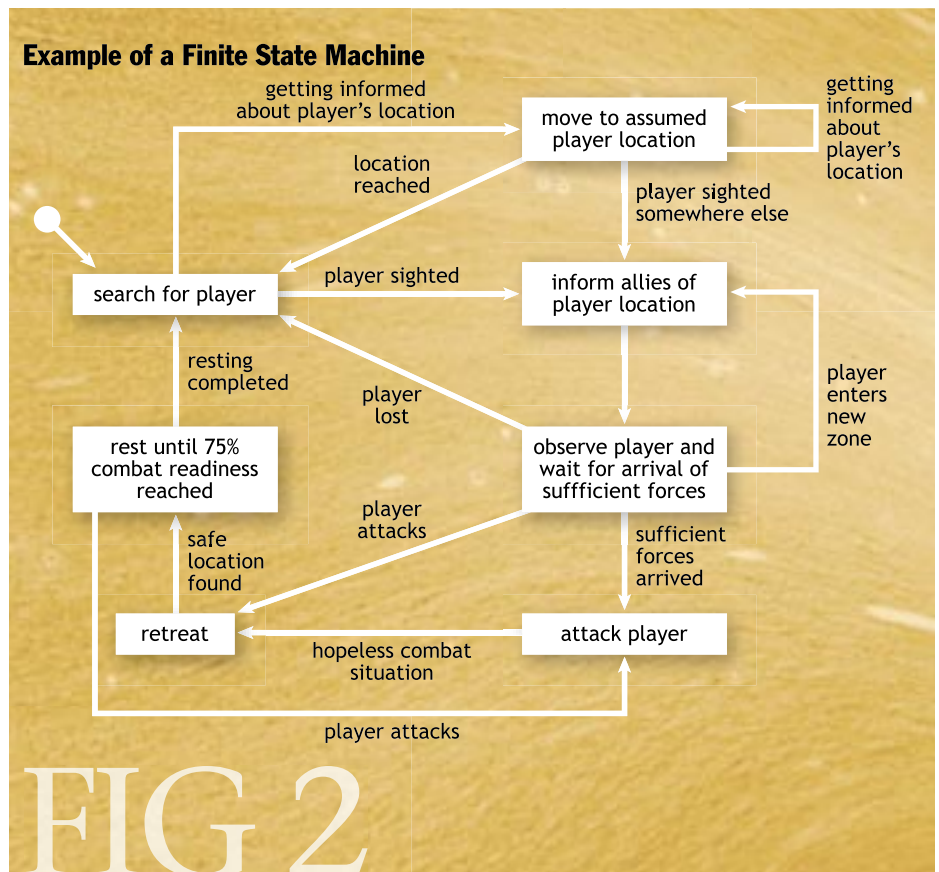 Example of a Finite State Machine
getting informed
about player's location
move to assumed
player location
getting
informed
about
player's
location
location
reached
player sighted
somewhere else
search for player
player sighted
inform allies of
player location
resting
completed
player
lost
player
enters
new
zone
rest until 75%
combat readiness
reached
observe player and
wait for arrival of
suffficient forces
player
attacks
safe
location
found
sufficient
forces
arrived
retreat
hopeless combat
situation
attack player
player attacks
FIG 2